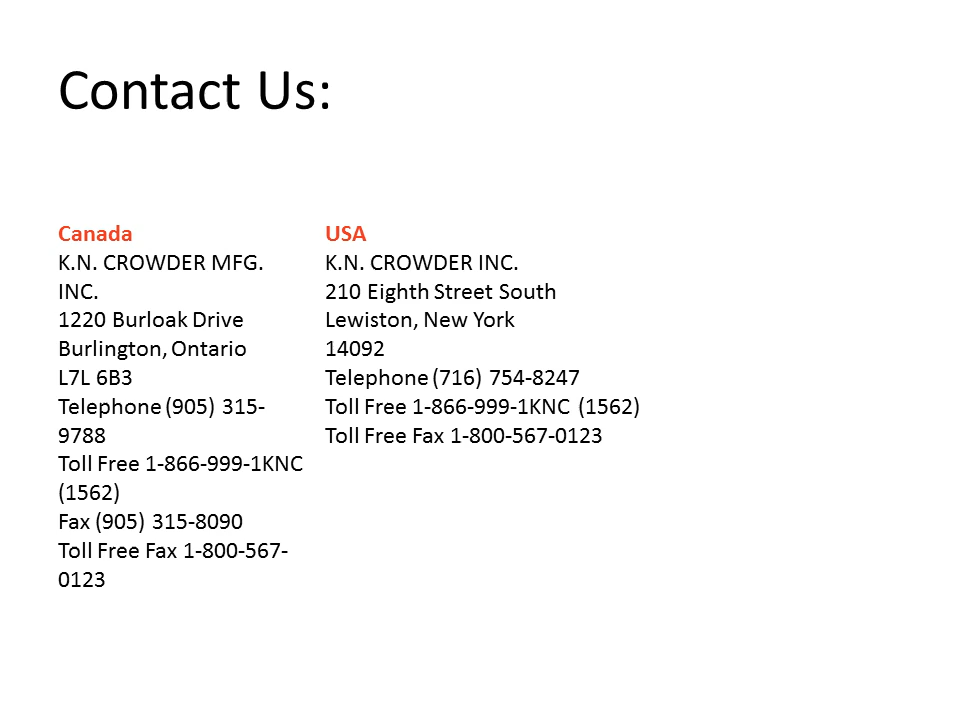 Contact Us:
Canada
K.N. CROWDER MFG.
INC.
1220 Burloak Drive
Burlington, Ontario
L7L 6B3
Telephone (905) 315-
9788
Toll Free 1-866-999-1KNC
(1562)
Fax (905) 315-8090
Toll Free Fax 1-800-567-
0123
USA
K.N. CROWDER INC.
210 Eighth Street South
Lewiston, New York
14092
Telephone (716) 754-8247
Toll Free 1-866-999-1KNC (1562)
Toll Free Fax 1-800-567-0123